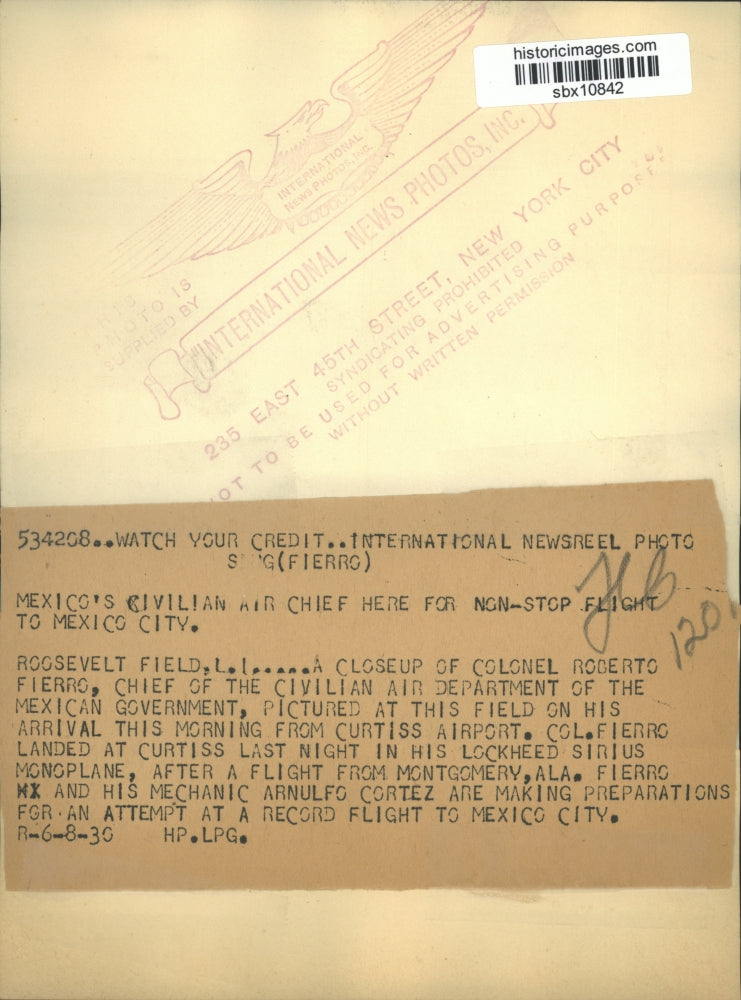 historicimages.com
sbx10842
INTERNATIONAL
NEWS PHOTOS, INC.
PHOTO IS
SUPPLIED BY
INTERNATIONAL NEWS PHOTOS, INC.
235 EAST 45TH STREET, NEW YORK CITY
SYNDICATING PROHIBITED
NOT TO BE USED FOR ADVERTISING PURPOSES
WITHOUT WRITTEN PERMISSION
534208..WATCH YOUR CREDIT..INTERNATIONAL NEWSREEL PHOTO
(FIERRO)
MEXICO'S CIVILIAN AIR CHIEF HERE FOR NON-STOP FLIGHT
TO MEXICO CITY.
ROOSEVELT FIELD,L.I.....A CLOSEUP OF COLONEL ROBERTO
FIERRO, CHIEF OF THE CIVILIAN AIR DEPARTMENT OF THE
MEXICAN GOVERNMENT, PICTURED AT THIS FIELD ON HIS
ARRIVAL THIS MORNING FROM CURTISS AIRPORT. COL.FIERRO
LANDED AT CURTISS LAST NIGHT IN HIS LOCKHEED SIRIUS
MONOPLANE, AFTER A FLIGHT FROM MONTGOMERY,ALA. FIERRO
AND HIS MECHANIC ARNULFO CORTEZ ARE MAKING PREPARATIONS
FOR AN ATTEMPT AT A RECORD FLIGHT TO MEXICO CITY.
R-6-8-30 HP.LPG.
120